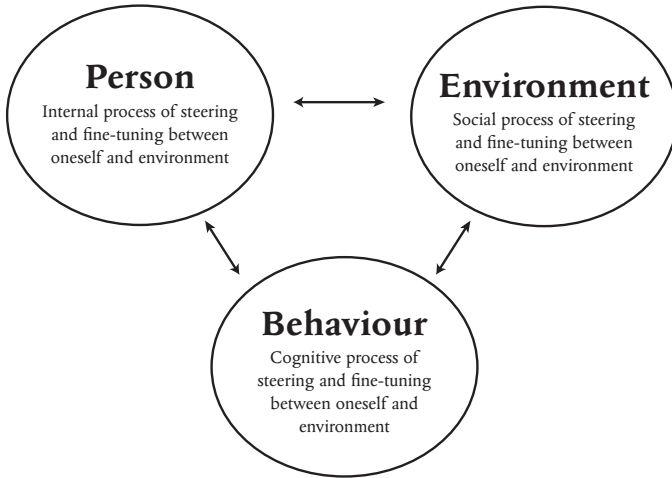 Person
Internal process of steering
and fine-tuning between
oneself and environment
Environment
Social process of steering
and fine-tuning between
oneself and environment
Behaviour
Cognitive process of
steering and fine-tuning
between oneself and
environment